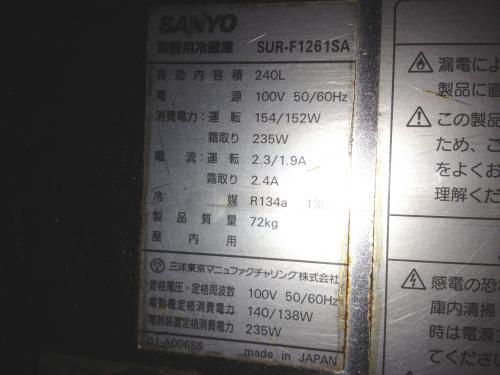 SANYO
業務用冷蔵庫 SUR-F1261SA
有効内容積 240L
電源 100V 50/60Hz
消費電力：運転 154/152W
霜取り 235W
電流：運転 2.3/1.9A
霜取り 2.4A
冷媒 R134a
製品質量 72kg
屋内用
三洋東京マニュファクチャリング株式会社
定格電圧・定格周波数 100V 50/60Hz
電動機定格消費電力 140/138W
電熱装置定格消費電力 235W
01-A006SS made in JAPAN
漏電によ
製品に直
この製品
ため、ご
をよくお
理解くだ
感電の恐
庫内清掃
時は電源
てくださ